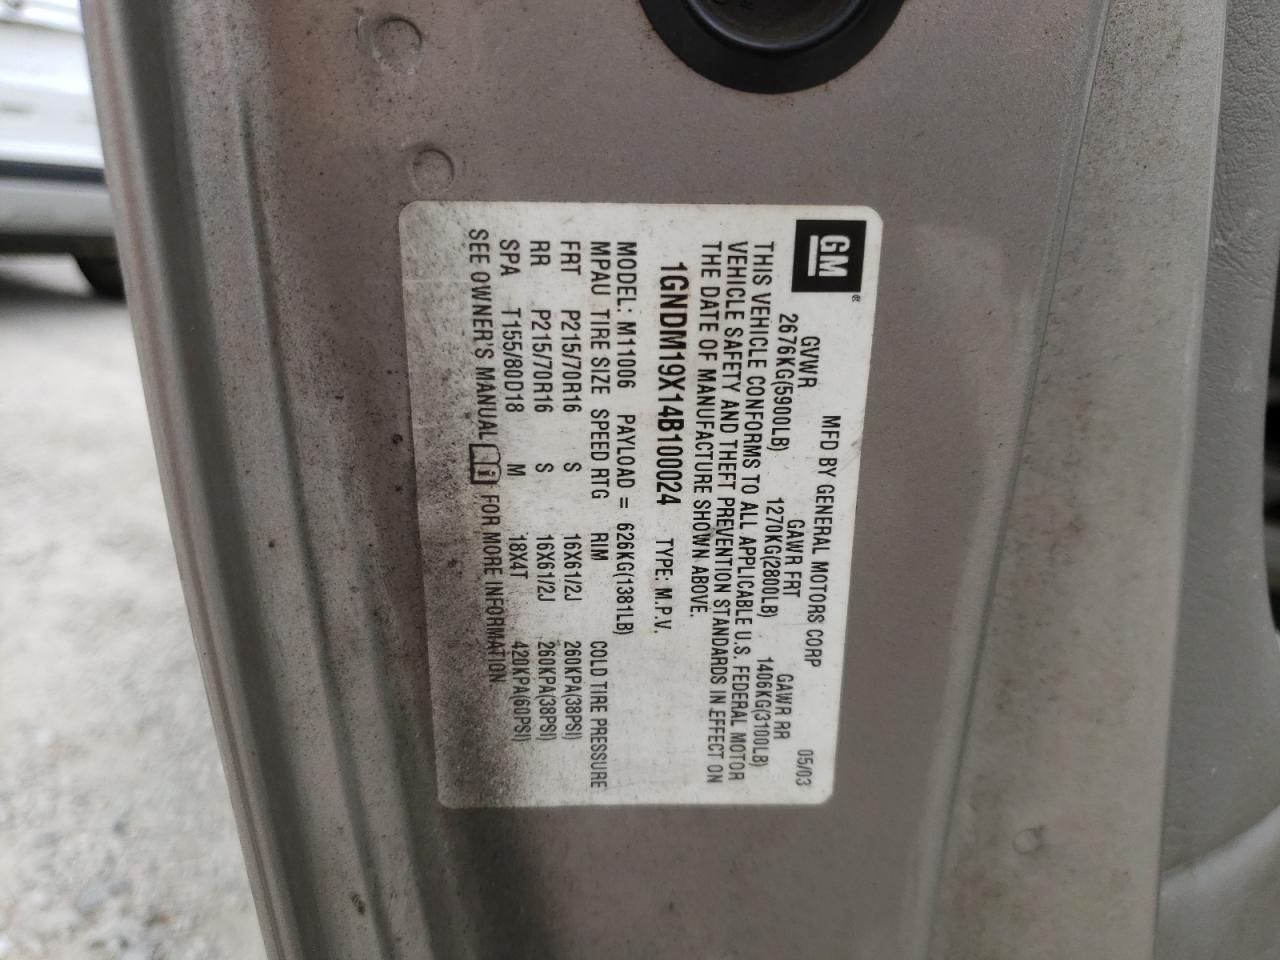 GM®
MFD BY GENERAL MOTORS CORP 05/03
GVWR GAWR FRT GAWR RR
2676KG(5900LB) 1270KG(2800LB) 1406KG(3100LB)
THIS VEHICLE CONFORMS TO ALL APPLICABLE U.S. FEDERAL MOTOR
VEHICLE SAFETY AND THEFT PREVENTION STANDARDS IN EFFECT ON
THE DATE OF MANUFACTURE SHOWN ABOVE.
1GNDM19X14B100024 TYPE: M.P.V.
MODEL: M11006 PAYLOAD = 626KG(1381LB)
MPAU TIRE SIZE SPEED RTG RIM COLD TIRE PRESSURE
FRT P215/70R16 S 16X61/2J 260KPA(38PSI)
RR P215/70R16 S 16X61/2J 260KPA(38PSI)
SPA T155/80D18 M 18X4T 420KPA(60PSI)
SEE OWNER'S MANUAL FOR MORE INFORMATION